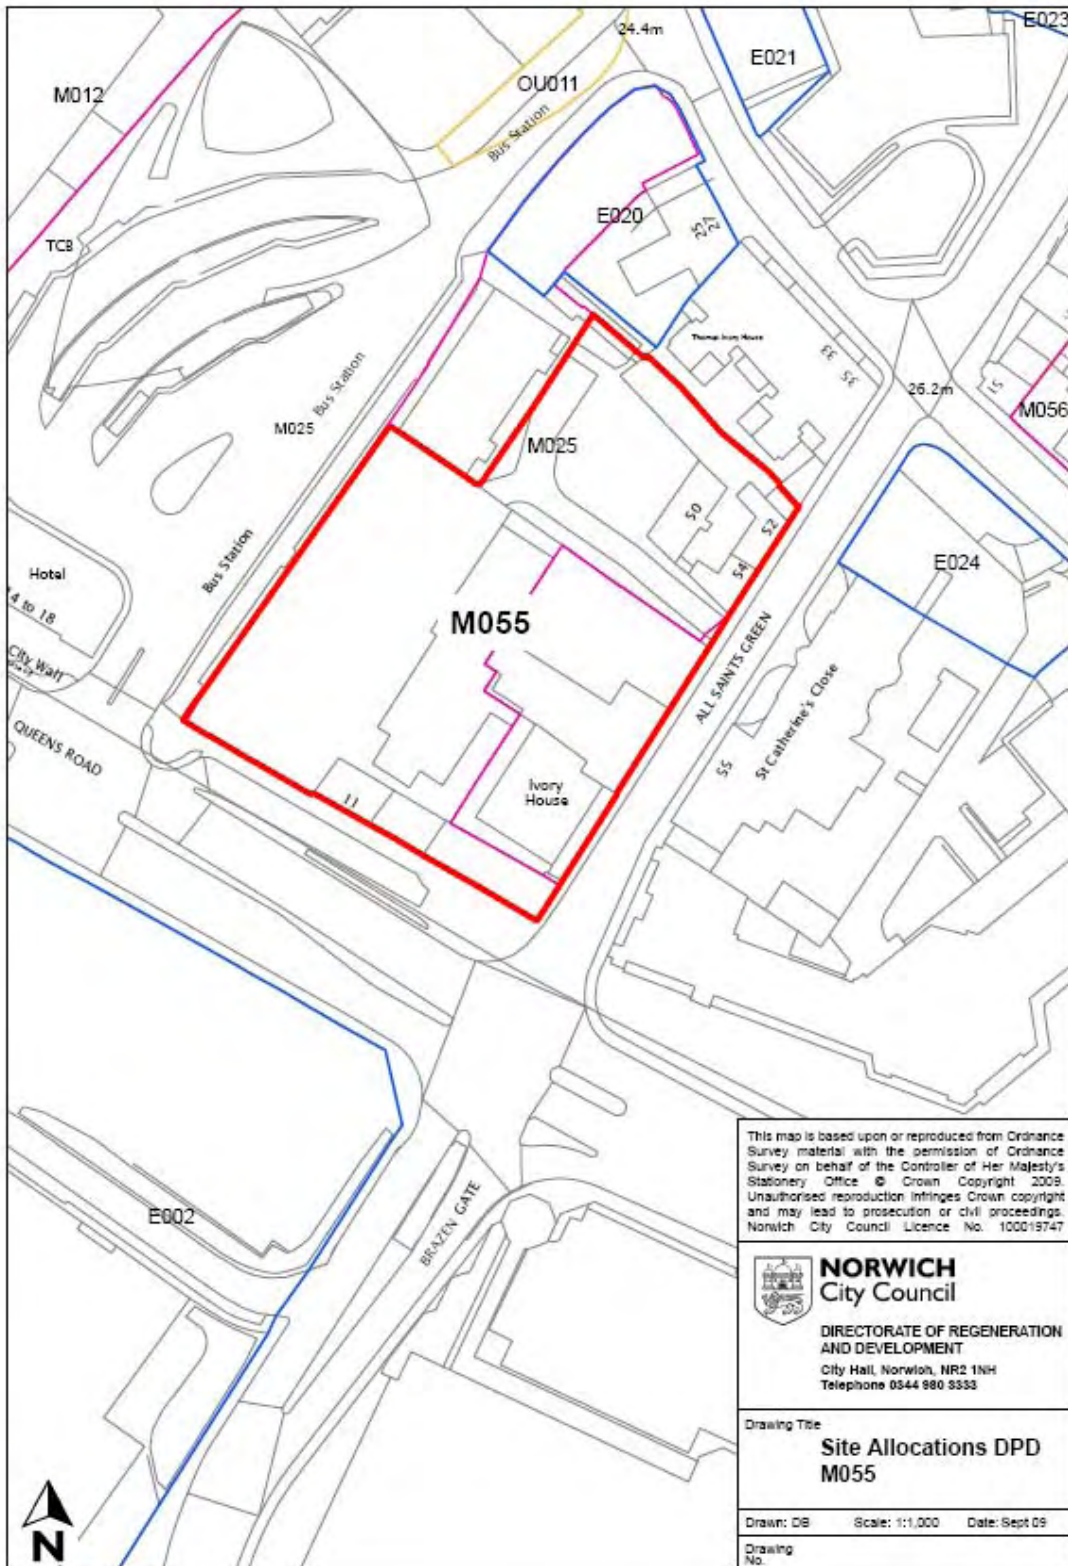 E023
24.4m
E021
M012
OU011
Bus Station
E020
25
27
TCB
Thomas Ivory House
33
35
Bus Station
26.2m
51
M056
M025
M025
50
52
54
Bus Station
E024
Hotel
14 to 18
City Wall
M055
ALL SAINTS GREEN
St Catherine's Close
55
QUEENS ROAD
Ivory
House
11
E002
BRAZEN GATE
This map is based upon or reproduced from Ordnance
Survey material with the permission of Ordnance
Survey on behalf of the Controller of Her Majesty's
Stationery Office © Crown Copyright 2009.
Unauthorised reproduction infringes Crown copyright
and may lead to prosecution or civil proceedings.
Norwich City Council Licence No. 100019747
NORWICH
City Council
DIRECTORATE OF REGENERATION
AND DEVELOPMENT
City Hall, Norwich, NR2 1NH
Telephone 0344 980 3333
Drawing Title
Site Allocations DPD
M055
Drawn: DB Scale: 1:1,000 Date: Sept 09
Drawing
No.
N